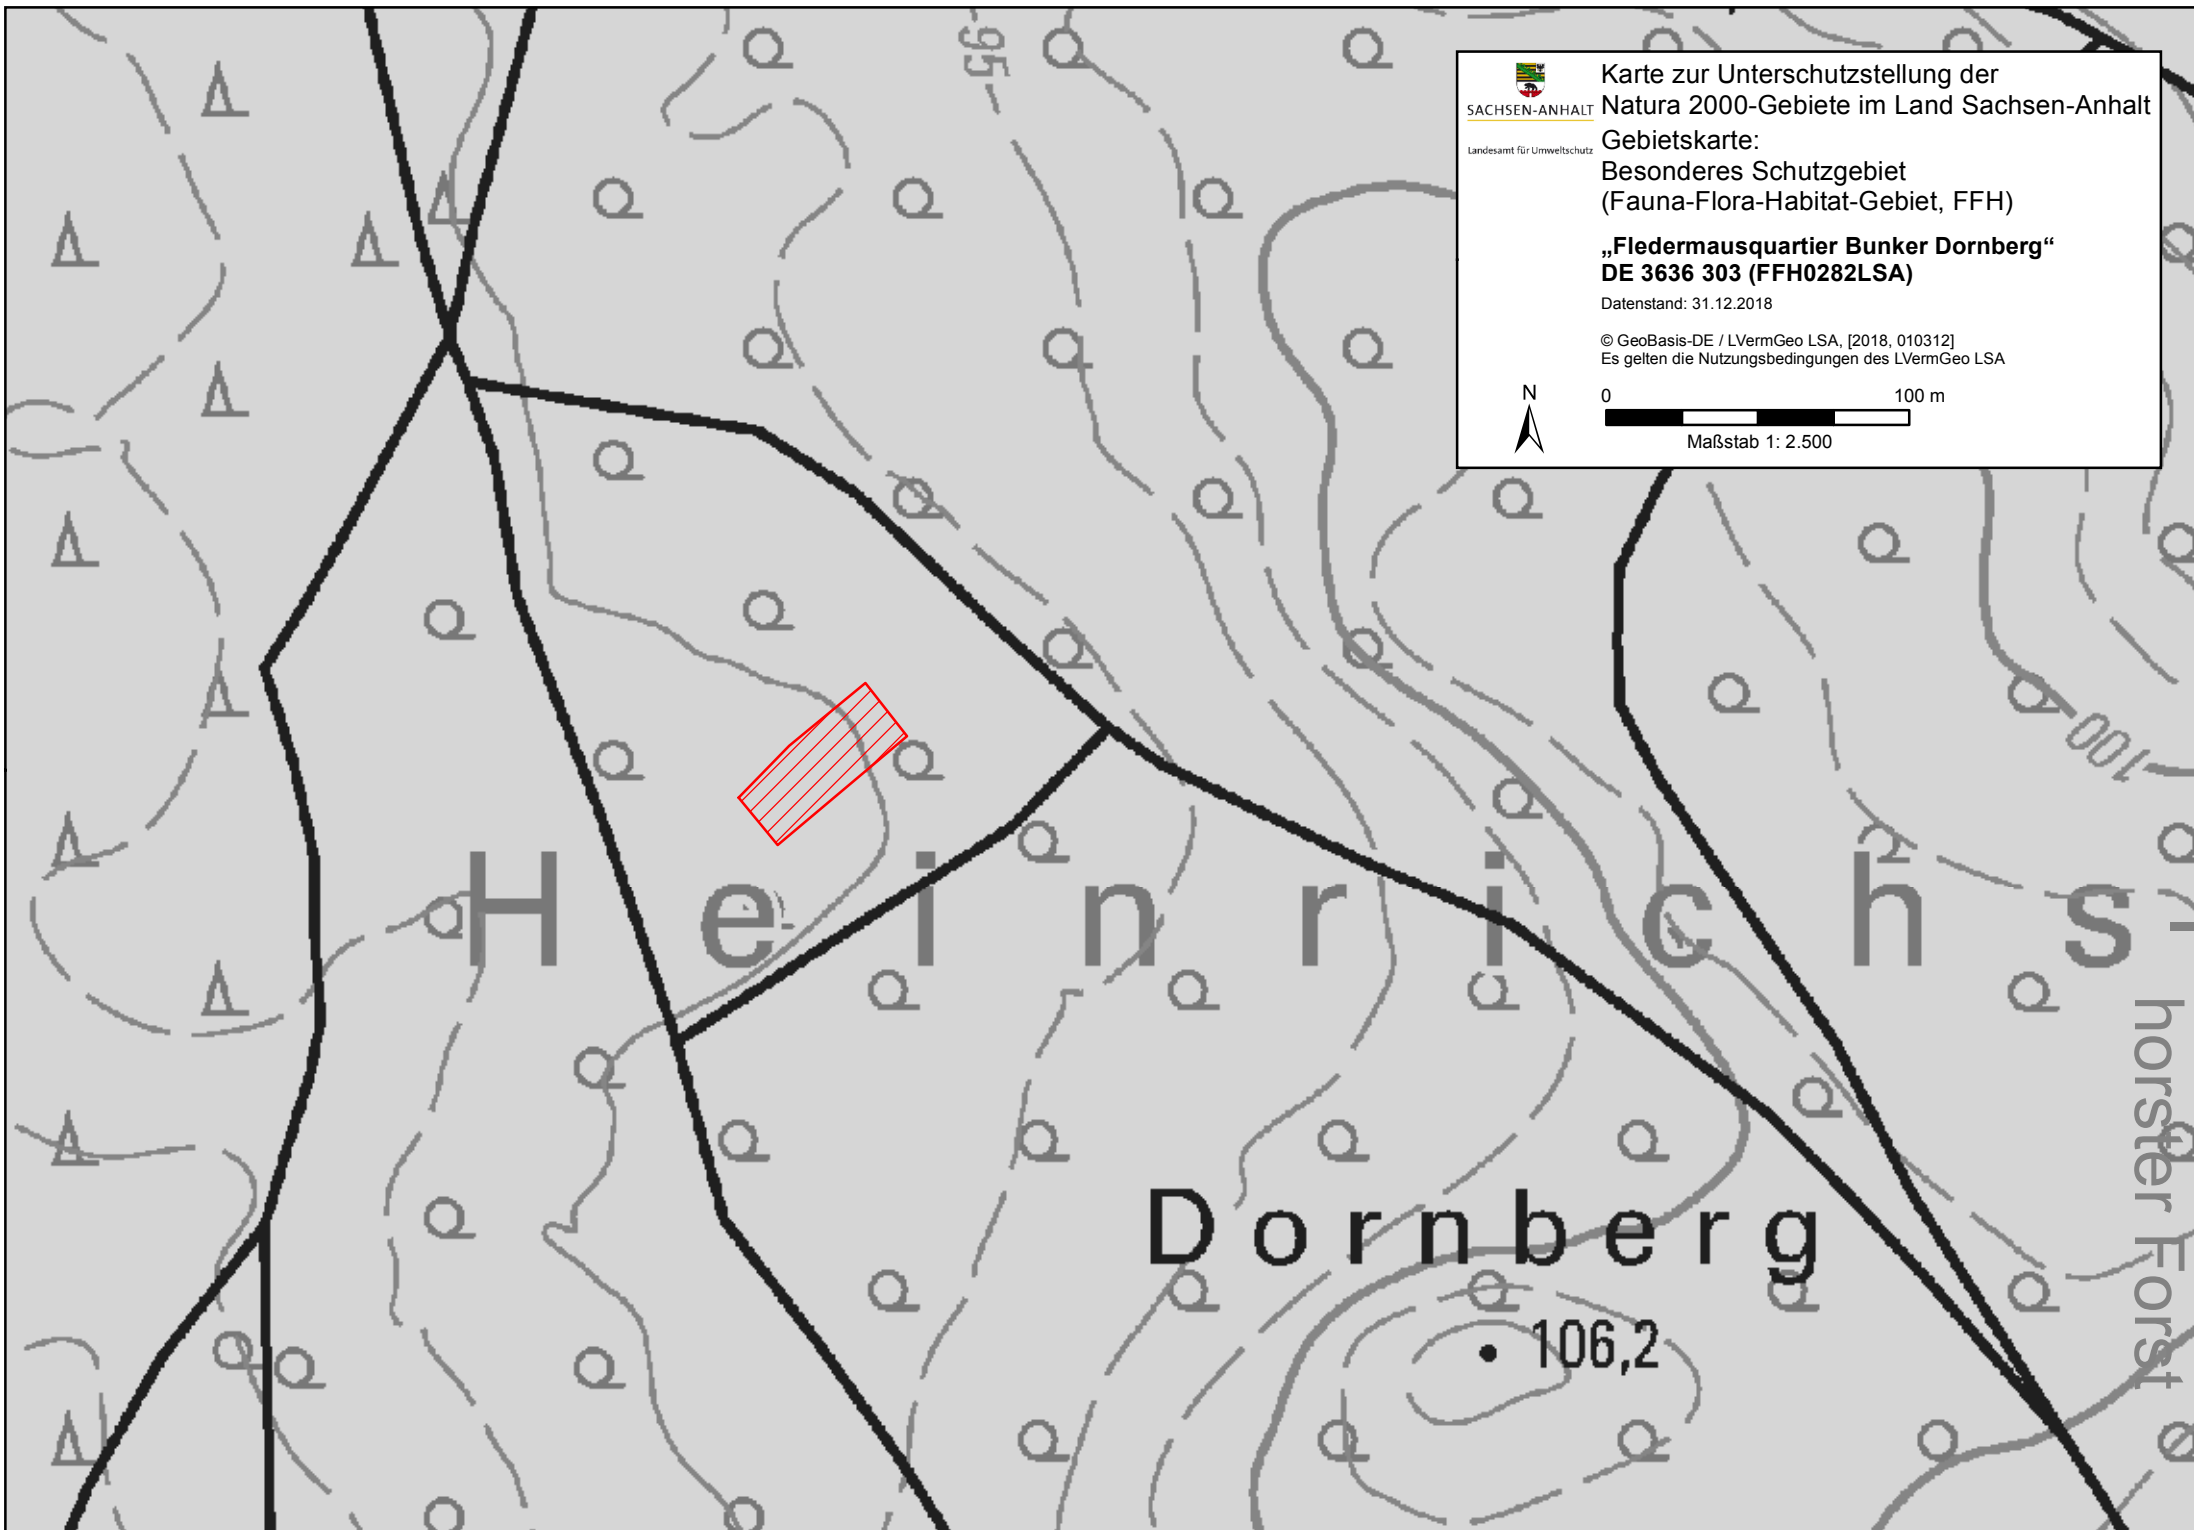 95
SACHSEN-ANHALT
Landesamt für Umweltschutz
Karte zur Unterschutzstellung der
Natura 2000-Gebiete im Land Sachsen-Anhalt
Gebietskarte:
Besonderes Schutzgebiet
(Fauna-Flora-Habitat-Gebiet, FFH)
„Fledermausquartier Bunker Dornberg“
DE 3636 303 (FFH0282LSA)
Datenstand: 31.12.2018
© GeoBasis-DE / LVermGeo LSA, [2018, 010312]
Es gelten die Nutzungsbedingungen des LVermGeo LSA
N
0 100 m
Maßstab 1: 2.500
100
Heinrichs-
horster Forst
Dornberg
106,2